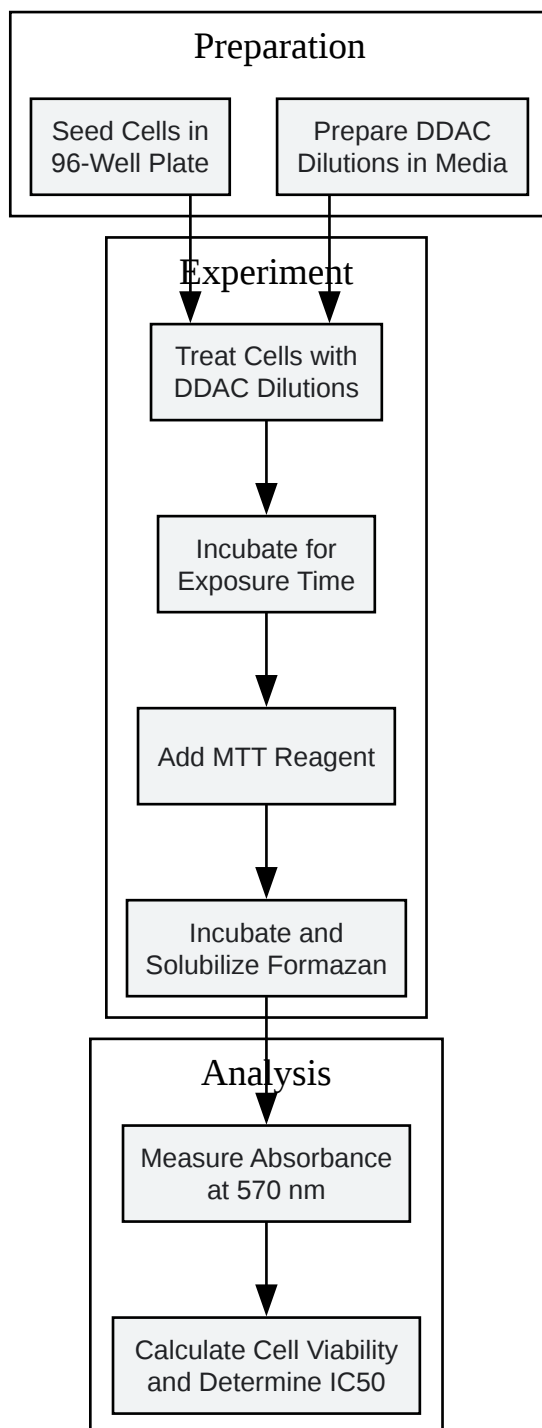 Preparation
Seed Cells in
96-Well Plate
Prepare DDAC
Dilutions in Media
Experiment
Treat Cells with
DDAC Dilutions
Incubate for
Exposure Time
Add MTT Reagent
Incubate and
Solubilize Formazan
Analysis
Measure Absorbance
at 570 nm
Calculate Cell Viability
and Determine IC50